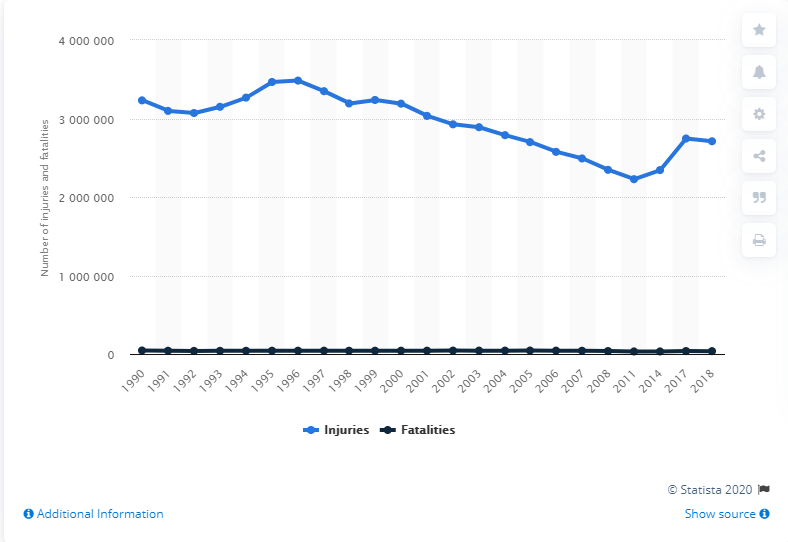 4 000 000
3 000 000
2 000 000
1 000 000
0
Number of injuries and fatalities
1990 1991 1992 1993 1994 1995 1996 1997 1998 1999 2000 2001 2002 2003 2004 2005 2006 2007 2008 2011 2014 2017 2018
Injuries Fatalities
© Statista 2020
Additional Information Show source